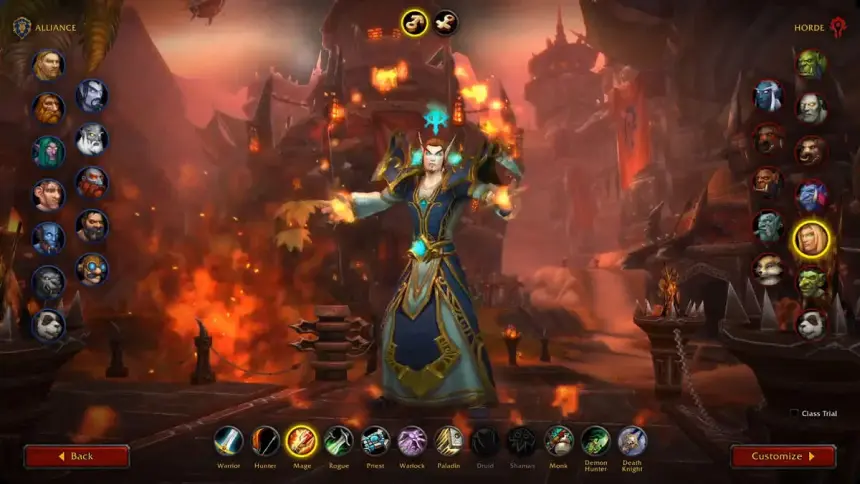 ALLIANCE
HORDE
Class Trial
Warrior
Hunter
Mage
Rogue
Priest
Warlock
Paladin
Druid
Shaman
Monk
Demon
Hunter
Death
Knight
Back
Customize